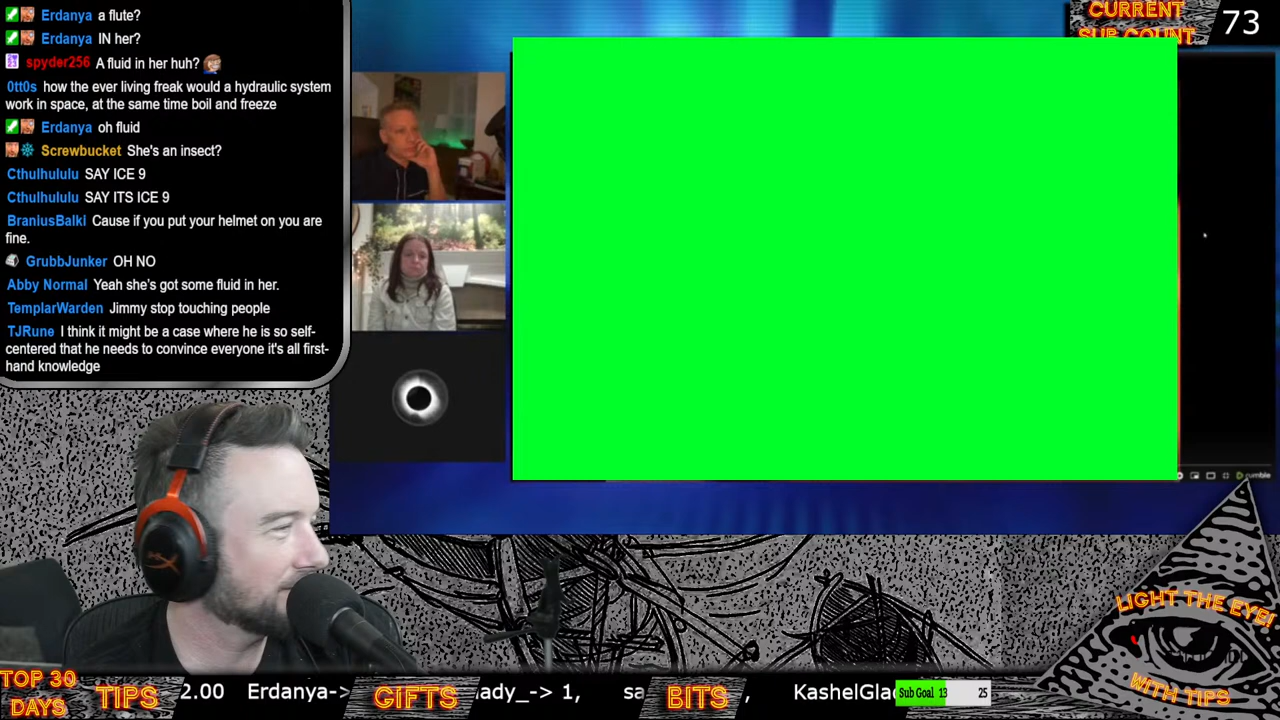 Erdanya a flute?
Erdanya IN her?
spyder256 A fluid in her huh?
0tt0s how the ever living freak would a hydraulic system
work in space, at the same time boil and freeze
Erdanya oh fluid
Screwbucket She's an insect?
Cthulhululu SAY ICE 9
Cthulhululu SAY ITS ICE 9
BraniusBalki Cause if you put your helmet on you are
fine.
GrubbJunker OH NO
Abby Normal Yeah she's got some fluid in her.
TemplarWarden Jimmy stop touching people
TJRune I think it might be a case where he is so self-
centered that he needs to convince everyone it's all first-
hand knowledge
CURRENT
SUB COUNT
73
rumble
LIGHT THE EYE!
WITH TIPS
TOP 30
DAYS
TIPS
2.00 Erdanya->
GIFTS
ady_-> 1, sa
BITS
, KashelGla
Sub Goal 13 25